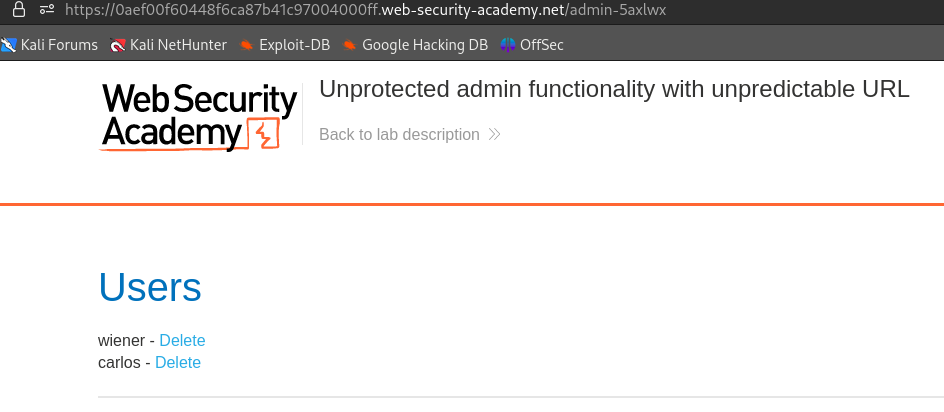 https://0aef00f60448f6ca87b41c97004000ff.web-security-academy.net/admin-5axlwx
Kali Forums Kali NetHunter Exploit-DB Google Hacking DB OffSec
Web Security
Academy
Unprotected admin functionality with unpredictable URL
Back to lab description
Users
wiener - Delete
carlos - Delete